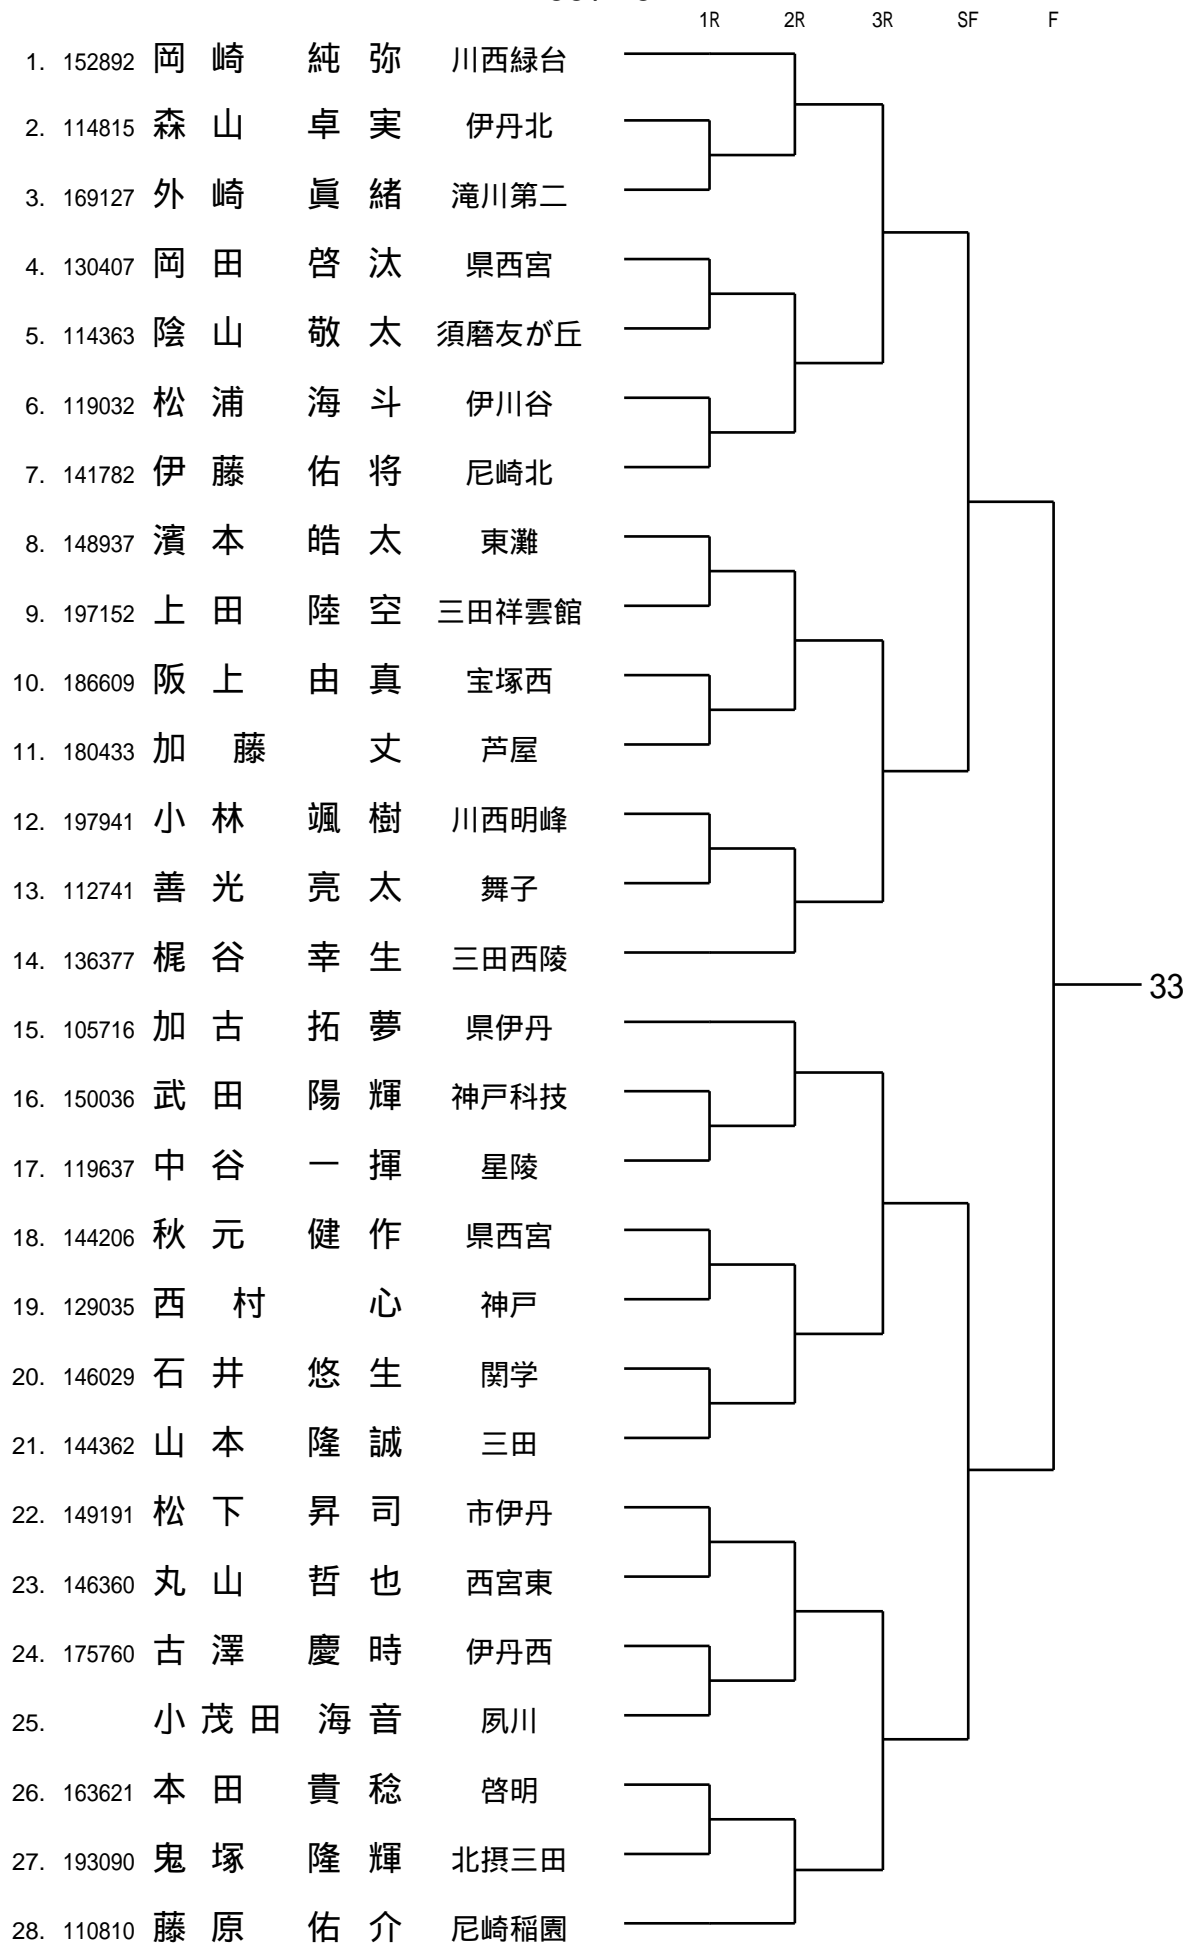 1R 2R 3R SF F
1. 152892 岡崎 純弥 川西緑台
2. 114815 森山 卓実 伊丹北
3. 169127 外崎 眞緒 滝川第二
4. 130407 岡田 啓汰 県西宮
5. 114363 陰山 敬太 須磨友が丘
6. 119032 松浦 海斗 伊川谷
7. 141782 伊藤 佑将 尼崎北
8. 148937 濱本 皓太 東灘
9. 197152 上田 陸空 三田祥雲館
10. 186609 阪上 由真 宝塚西
11. 180433 加藤 丈 芦屋
12. 197941 小林 颯樹 川西明峰
13. 112741 善光 亮太 舞子
14. 136377 梶谷 幸生 三田西陵
33
15. 105716 加古 拓夢 県伊丹
16. 150036 武田 陽輝 神戸科技
17. 119637 中谷 一揮 星陵
18. 144206 秋元 健作 県西宮
19. 129035 西村 心 神戸
20. 146029 石井 悠生 関学
21. 144362 山本 隆誠 三田
22. 149191 松下 昇司 市伊丹
23. 146360 丸山 哲也 西宮東
24. 175760 古澤 慶時 伊丹西
25. 小茂田 海音 夙川
26. 163621 本田 貴稔 啓明
27. 193090 鬼塚 隆輝 北摂三田
28. 110810 藤原 佑介 尼崎稲園